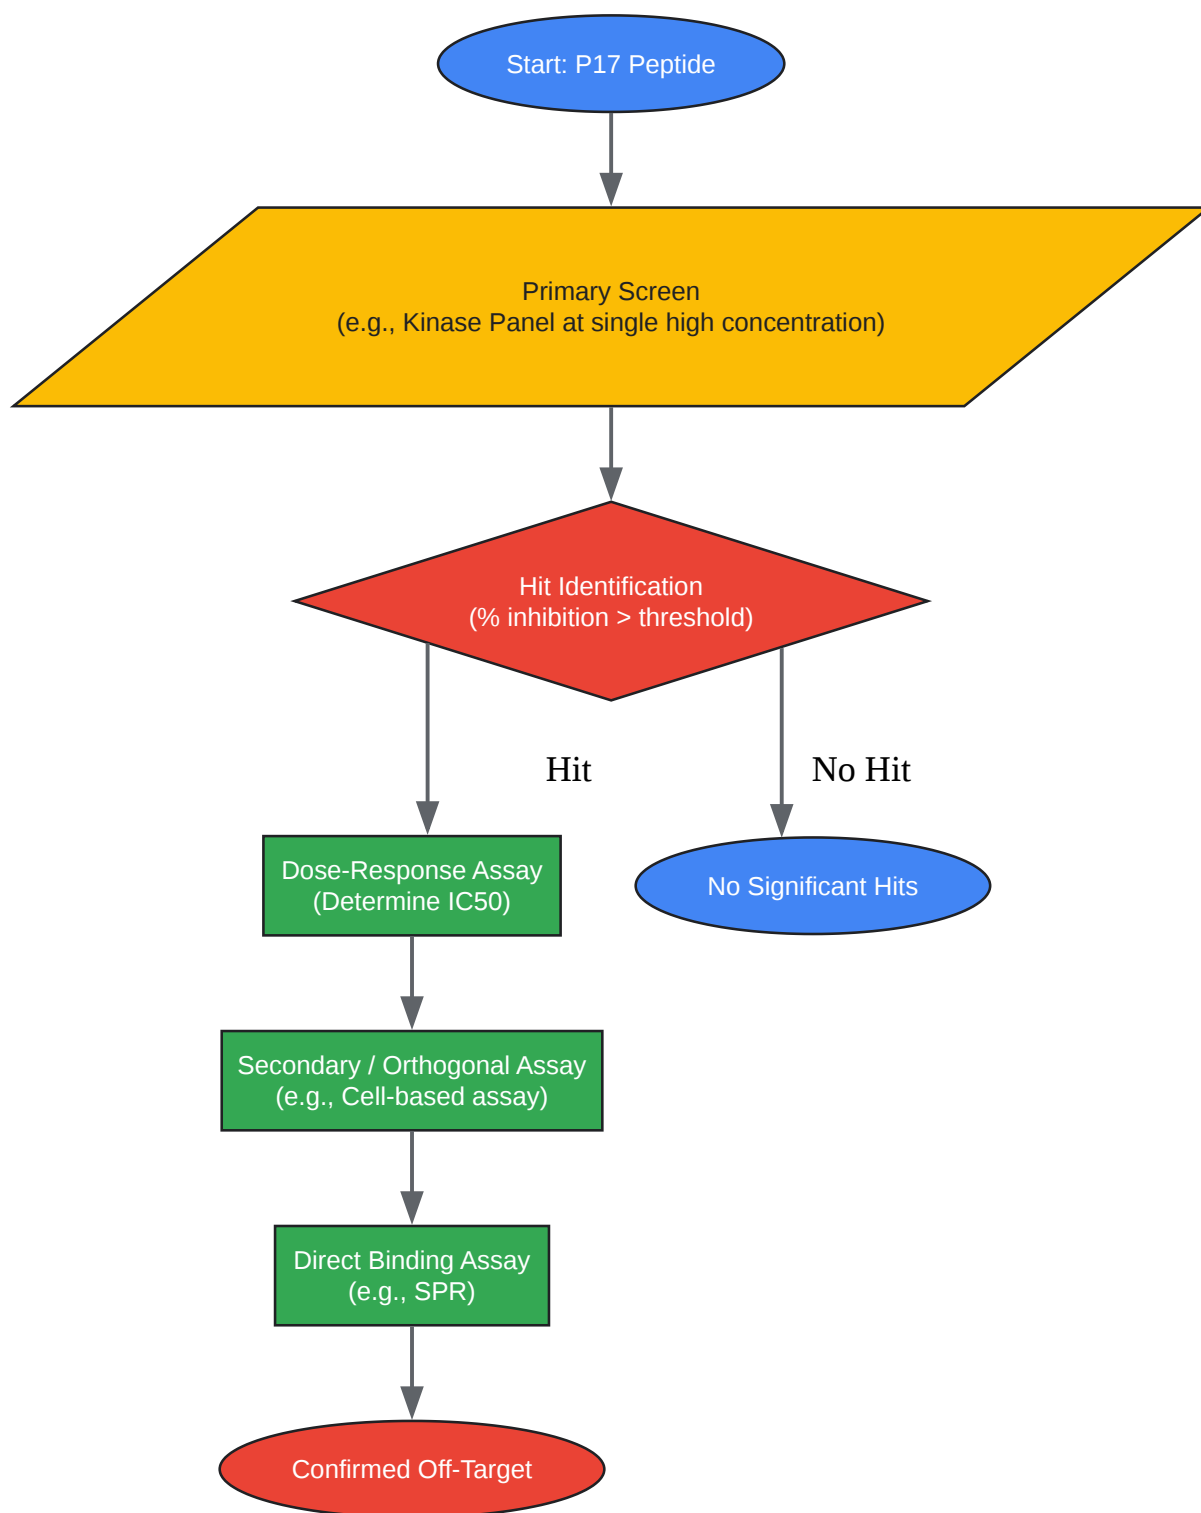 Start: P17 Peptide
Primary Screen
(e.g., Kinase Panel at single high concentration)
Hit Identification
(% inhibition > threshold)
Hit
No Hit
Dose-Response Assay
(Determine IC50)
No Significant Hits
Secondary / Orthogonal Assay
(e.g., Cell-based assay)
Direct Binding Assay
(e.g., SPR)
Confirmed Off-Target